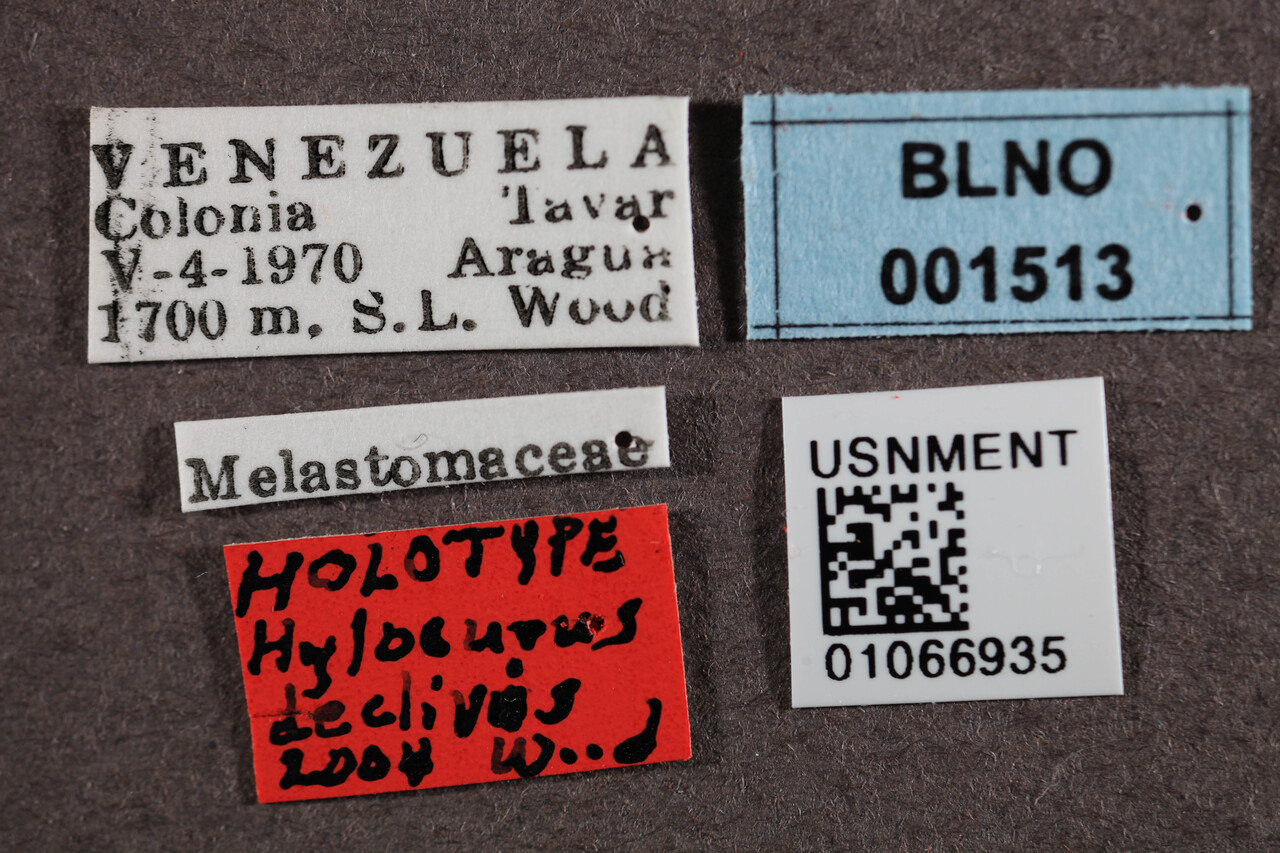 VENEZUELA
Colonia Tavar
V-4-1970 Aragua
1700 m, S.L. Wood
BLNO
001513
Melastomaceae
USNMENT
01066935
HOLOTYPE
Hylocurus
declivis
2004 Wood